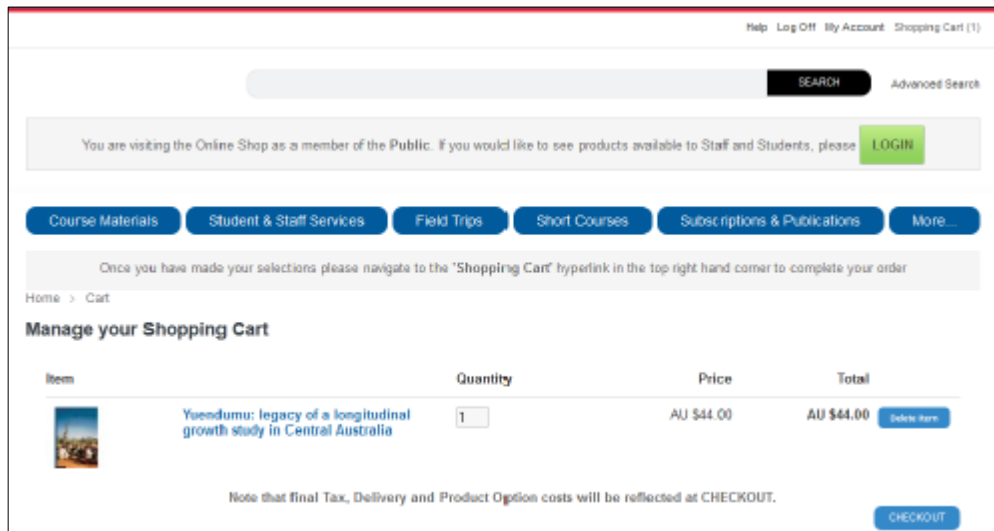 Help Log Off My Account Shopping Cart (1)
SEARCH Advanced Search
You are visiting the Online Shop as a member of the Public. If you would like to see products available to Staff and Students, please LOGIN
Course Materials Student & Staff Services Field Trips Short Courses Subscriptions & Publications More...
Once you have made your selections please navigate to the "Shopping Cart" hyperlink in the top right hand corner to complete your order
Home > Cart
Manage your Shopping Cart
Item Quantity Price Total
Yuendumu: legacy of a longitudinal 1 AU $44.00 AU $44.00 Delete Item
growth study in Central Australia
Note that final Tax, Delivery and Product Option costs will be reflected at CHECKOUT.
CHECKOUT